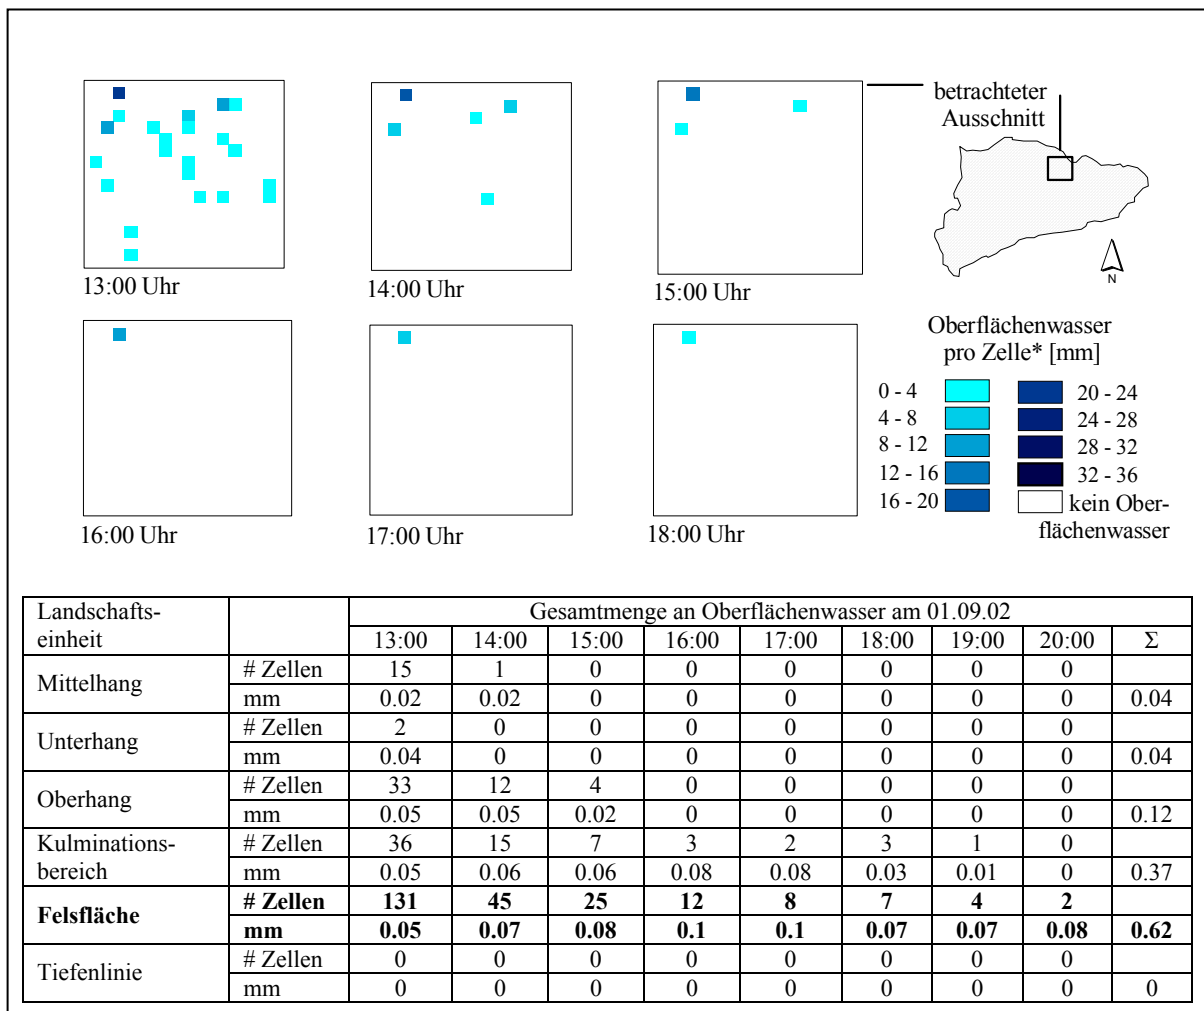 betrachteter
Ausschnitt
N
13:00 Uhr
14:00 Uhr
15:00 Uhr
16:00 Uhr
17:00 Uhr
18:00 Uhr
Oberflächenwasser
pro Zelle* [mm]
0 - 4
20 - 24
4 - 8
24 - 28
8 - 12
28 - 32
12 - 16
32 - 36
16 - 20
kein Ober-
flächenwasser
Landschafts-
einheit
Gesamtmenge an Oberflächenwasser am 01.09.02
13:00 14:00 15:00 16:00 17:00 18:00 19:00 20:00 Σ
Mittelhang
# Zellen 15 1 0 0 0 0 0 0
mm 0.02 0.02 0 0 0 0 0 0 0.04
Unterhang
# Zellen 2 0 0 0 0 0 0 0
mm 0.04 0 0 0 0 0 0 0 0.04
Oberhang
# Zellen 33 12 4 0 0 0 0 0
mm 0.05 0.05 0.02 0 0 0 0 0 0.12
Kulminations-
bereich
# Zellen 36 15 7 3 2 3 1 0
mm 0.05 0.06 0.06 0.08 0.08 0.03 0.01 0 0.37
Felsfläche
# Zellen 131 45 25 12 8 7 4 2
mm 0.05 0.07 0.08 0.1 0.1 0.07 0.07 0.08 0.62
Tiefenlinie
# Zellen 0 0 0 0 0 0 0 0
mm 0 0 0 0 0 0 0 0 0